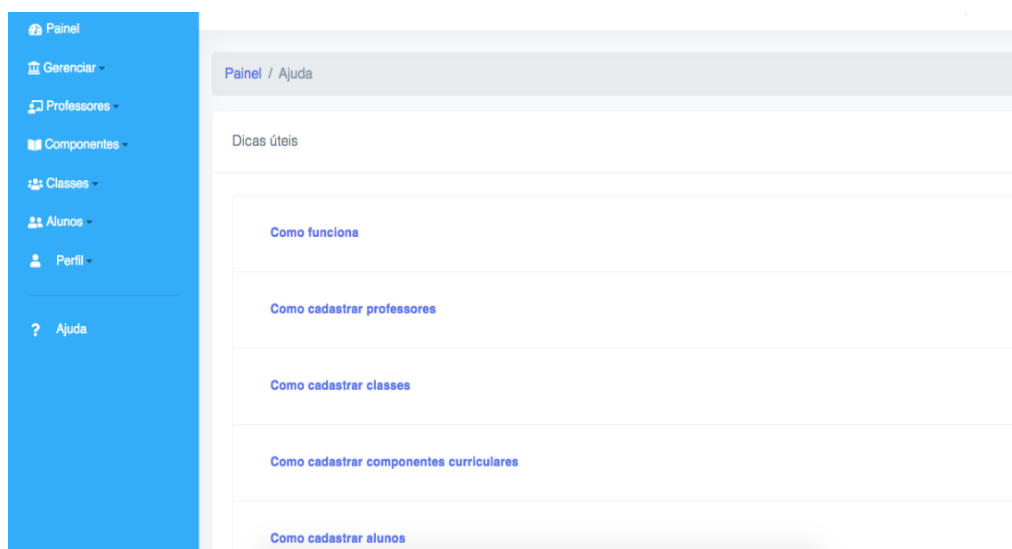 Painel
Gerenciar
Professores
Componentes
Classes
Alunos
Perfil
? Ajuda
Painel / Ajuda
Dicas úteis
Como funciona
Como cadastrar professores
Como cadastrar classes
Como cadastrar componentes curriculares
Como cadastrar alunos